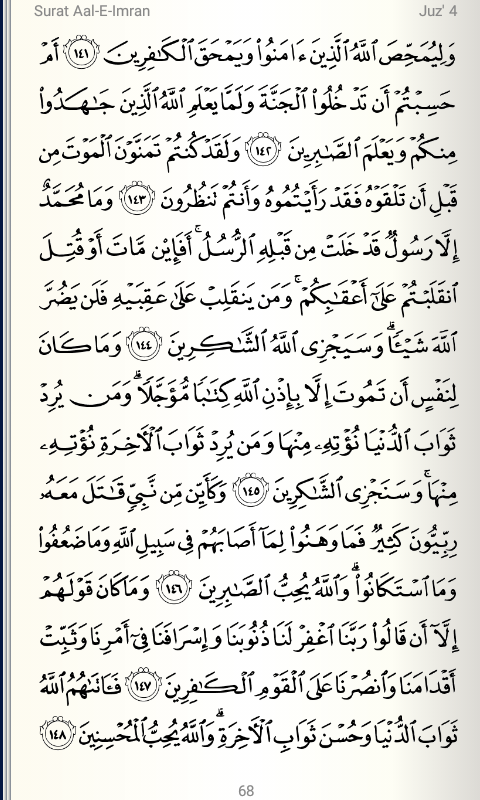 Surat Aal-E-Imran Juz' 4
وَلِيُمَحِّصَ ٱللَّهُ ٱلَّذِينَ ءَامَنُوا۟ وَيَمْحَقَ ٱلْكَٰفِرِينَ ١٤١ أَمْ
حَسِبْتُمْ أَن تَدْخُلُوا۟ ٱلْجَنَّةَ وَلَمَّا يَعْلَمِ ٱللَّهُ ٱلَّذِينَ جَٰهَدُوا۟
مِنكُمْ وَيَعْلَمَ ٱلصَّٰبِرِينَ ١٤٢ وَلَقَدْ كُنتُمْ تَمَنَّوْنَ ٱلْمَوْتَ مِن
قَبْلِ أَن تَلْقَوْهُ فَقَدْ رَأَيْتُمُوهُ وَأَنتُمْ تَنظُرُونَ ١٤٣ وَمَا مُحَمَّدٌ
إِلَّا رَسُولٌ قَدْ خَلَتْ مِن قَبْلِهِ ٱلرُّسُلُ ۚ أَفَإِي۟ن مَّاتَ أَوْ قُتِلَ
ٱنقَلَبْتُمْ عَلَىٰٓ أَعْقَٰبِكُمْ ۚ وَمَن يَنقَلِبْ عَلَىٰ عَقِبَيْهِ فَلَن يَضُرَّ
ٱللَّهَ شَيْـًٔا ۗ وَسَيَجْزِى ٱللَّهُ ٱلشَّٰكِرِينَ ١٤٤ وَمَا كَانَ
لِنَفْسٍ أَن تَمُوتَ إِلَّا بِإِذْنِ ٱللَّهِ كِتَٰبًا مُّؤَجَّلًا ۗ وَمَن يُرِدْ
ثَوَابَ ٱلدُّنْيَا نُؤْتِهِۦ مِنْهَا وَمَن يُرِدْ ثَوَابَ ٱلْءَاخِرَةِ نُؤْتِهِۦ
مِنْهَا ۚ وَسَنَجْزِى ٱلشَّٰكِرِينَ ١٤٥ وَكَأَيِّن مِّن نَّبِىٍّ قَٰتَلَ مَعَهُۥ
رِبِّيُّونَ كَثِيرٌ فَمَا وَهَنُوا۟ لِمَآ أَصَابَهُمْ فِى سَبِيلِ ٱللَّهِ وَمَا ضَعُفُوا۟
وَمَا ٱسْتَكَانُوا۟ ۗ وَٱللَّهُ يُحِبُّ ٱلصَّٰبِرِينَ ١٤٦ وَمَا كَانَ قَوْلَهُمْ
إِلَّآ أَن قَالُوا۟ رَبَّنَا ٱغْفِرْ لَنَا ذُنُوبَنَا وَإِسْرَافَنَا فِىٓ أَمْرِنَا وَثَبِّتْ
أَقْدَامَنَا وَٱنصُرْنَا عَلَى ٱلْقَوْمِ ٱلْكَٰفِرِينَ ١٤٧ فَـَٔاتَىٰهُمُ ٱللَّهُ
ثَوَابَ ٱلدُّنْيَا وَحُسْنَ ثَوَابِ ٱلْءَاخِرَةِ ۗ وَٱللَّهُ يُحِبُّ ٱلْمُحْسِنِينَ ١٤٨
68